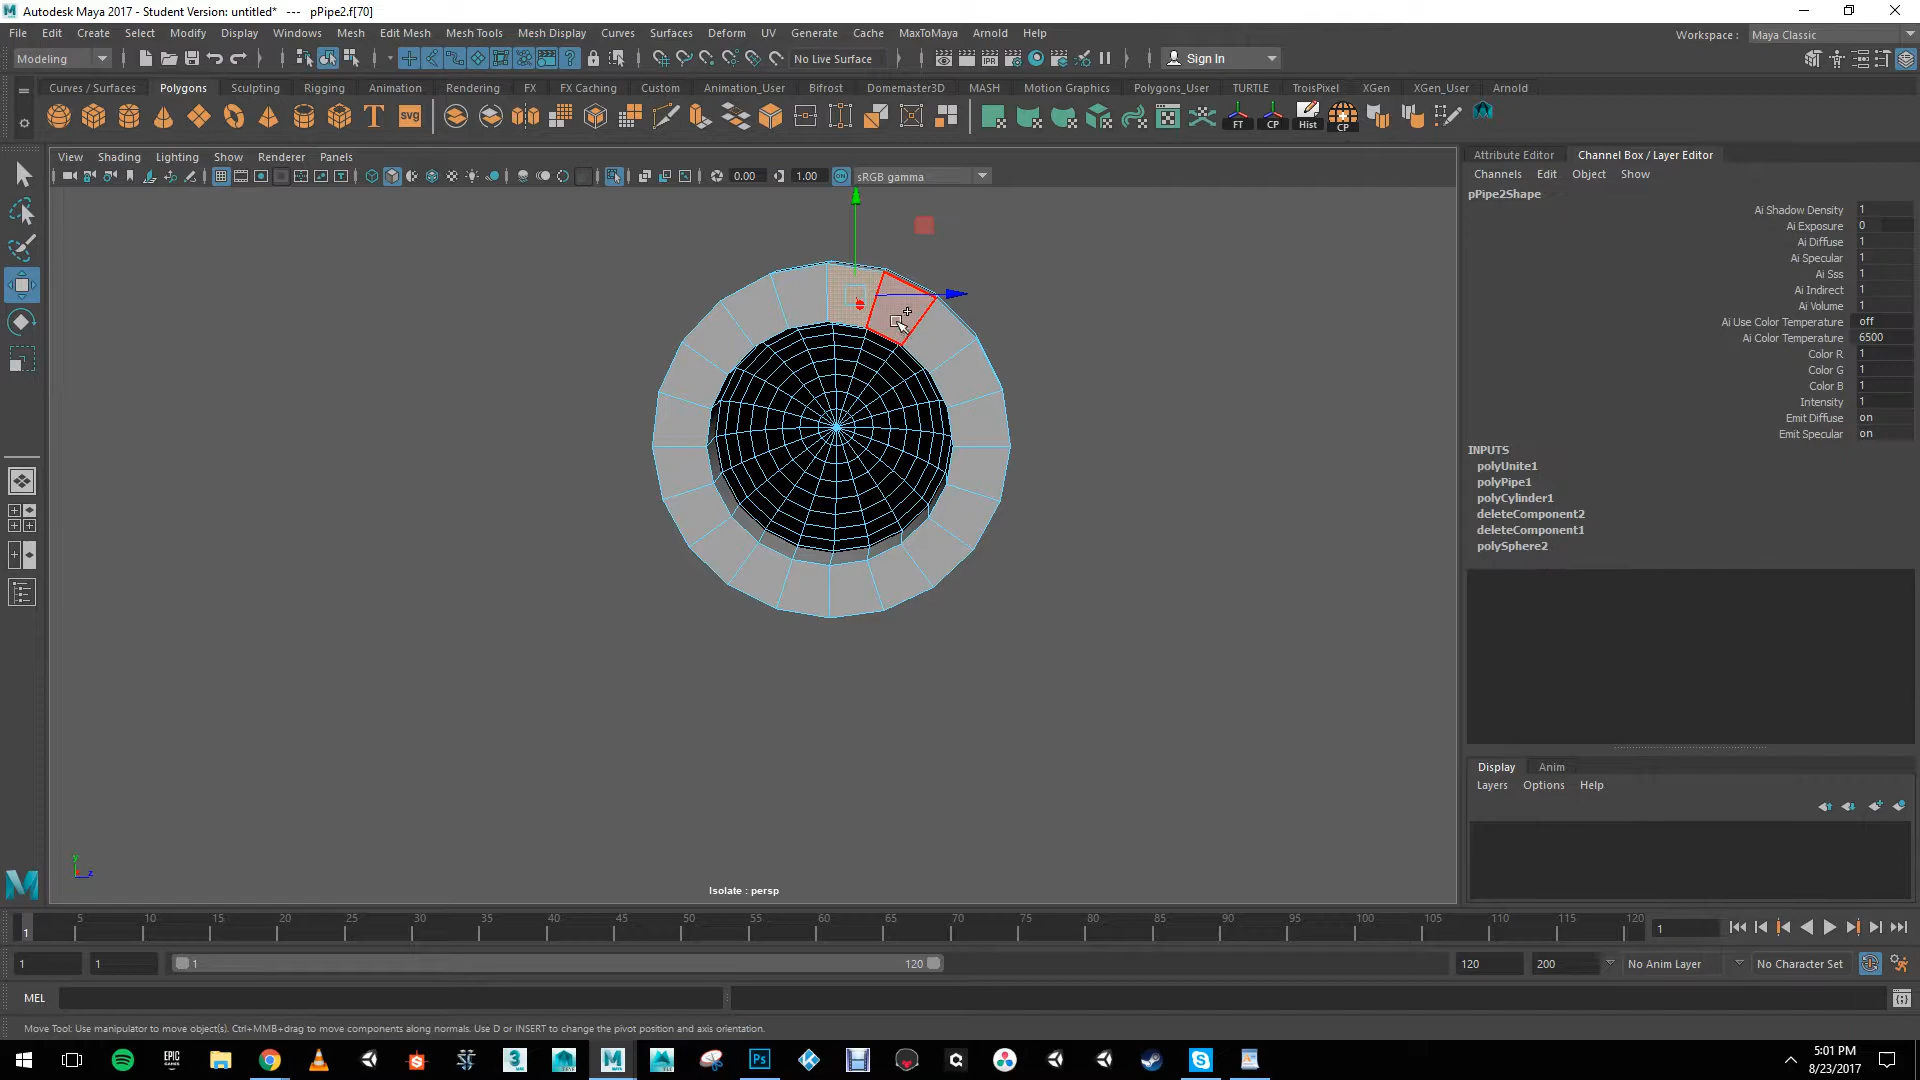 Autodesk Maya 2017 - Student Version: untitled*   ---   pPipe2.f[70]
File Edit Create Select Modify Display Windows Mesh Edit Mesh Mesh Tools Mesh Display Curves Surfaces Deform UV Generate Cache MaxToMaya Arnold Help
Workspace : Maya Classic
Modeling No Live Surface Sign In
Curves / Surfaces Polygons Sculpting Rigging Animation Rendering FX FX Caching Custom Animation_User Bifrost Domemaster3D MASH Motion Graphics Polygons_User TURTLE TroisPixel XGen XGen_User Arnold
T SVG FT CP Hist CP
View Shading Lighting Show Renderer Panels
0.00 1.00 ON sRGB gamma
Attribute Editor Channel Box / Layer Editor
Channels Edit Object Show
pPipe2Shape
Ai Shadow Density 1
Ai Exposure 0
Ai Diffuse 1
Ai Specular 1
Ai Sss 1
Ai Indirect 1
Ai Volume 1
Ai Use Color Temperature off
Ai Color Temperature 6500
Color R 1
Color G 1
Color B 1
Intensity 1
Emit Diffuse on
Emit Specular on
INPUTS
polyUnite1
polyPipe1
polyCylinder1
deleteComponent2
deleteComponent1
polySphere2
Display Anim
Layers Options Help
y
z
Isolate : persp
5 10 15 20 25 30 35 40 45 50 55 60 65 70 75 80 85 90 95 100 105 110 115 120
1 1
1 1 1 120 120 200 No Anim Layer No Character Set
MEL
Move Tool: Use manipulator to move object(s). Ctrl+MMB+drag to move components along normals. Use D or INSERT to change the pivot position and axis orientation.
EPIC GAMES 3 M Ps
5:01 PM
8/23/2017